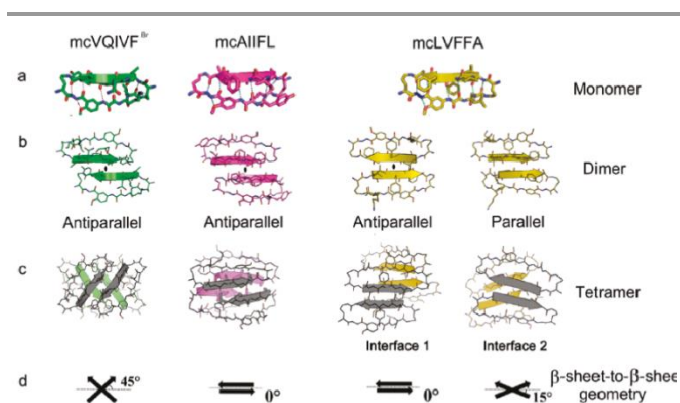 mcVQIVF Br mcAIIFL mcLVFFA
a Monomer
b Dimer
Antiparallel Antiparallel Antiparallel Parallel
c Tetramer
Interface 1 Interface 2
d 45° 0° 0° 15° β-sheet-to-β-shee
geometry